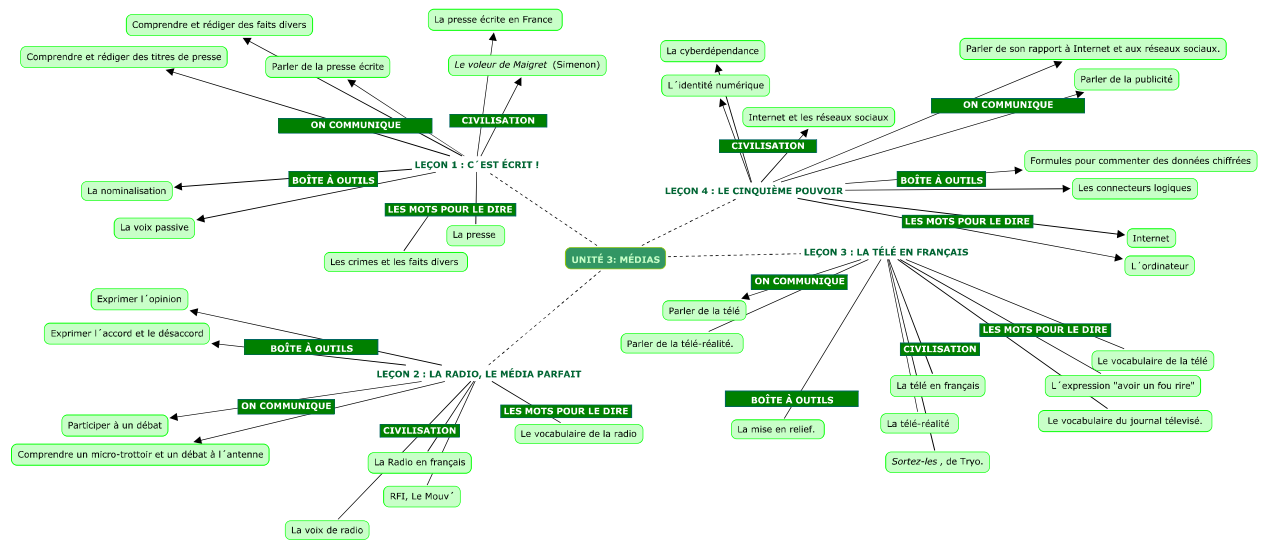 Comprendre et rédiger des faits divers
Comprendre et rédiger des titres de presse
Parler de la presse écrite
ON COMMUNIQUE
La presse écrite en France
Le voleur de Maigret (Simenon)
CIVILISATION
LEÇON 1 : C´EST ÉCRIT !
BOÎTE À OUTILS
La nominalisation
La voix passive
LES MOTS POUR LE DIRE
La presse
Les crimes et les faits divers
La cyberdépendance
L´identité numérique
Internet et les réseaux sociaux
CIVILISATION
Parler de son rapport à Internet et aux réseaux sociaux.
Parler de la publicité
ON COMMUNIQUE
LEÇON 4 : LE CINQUIÈME POUVOIR
BOÎTE À OUTILS
Formules pour commenter des données chiffrées
Les connecteurs logiques
LES MOTS POUR LE DIRE
Internet
L´ordinateur
UNITÉ 3: MÉDIAS
LEÇON 3 : LA TÉLÉ EN FRANÇAIS
ON COMMUNIQUE
Parler de la télé
Parler de la télé-réalité.
BOÎTE À OUTILS
La mise en relief.
CIVILISATION
La télé en français
La télé-réalité
Sortez-les , de Tryo.
LES MOTS POUR LE DIRE
Le vocabulaire de la télé
L´expression "avoir un fou rire"
Le vocabulaire du journal télevisé.
Exprimer l´opinion
Exprimer l´accord et le désaccord
BOÎTE À OUTILS
LEÇON 2 : LA RADIO, LE MÉDIA PARFAIT
ON COMMUNIQUE
Participer à un débat
Comprendre un micro-trottoir et un débat à l´antenne
CIVILISATION
La Radio en français
RFI, Le Mouv´
La voix de radio
LES MOTS POUR LE DIRE
Le vocabulaire de la radio